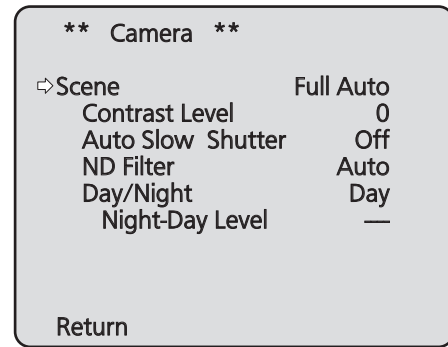 ** Camera **
⇨Scene Full Auto
Contrast Level 0
Auto Slow Shutter Off
ND Filter Auto
Day/Night Day
Night-Day Level —
Return